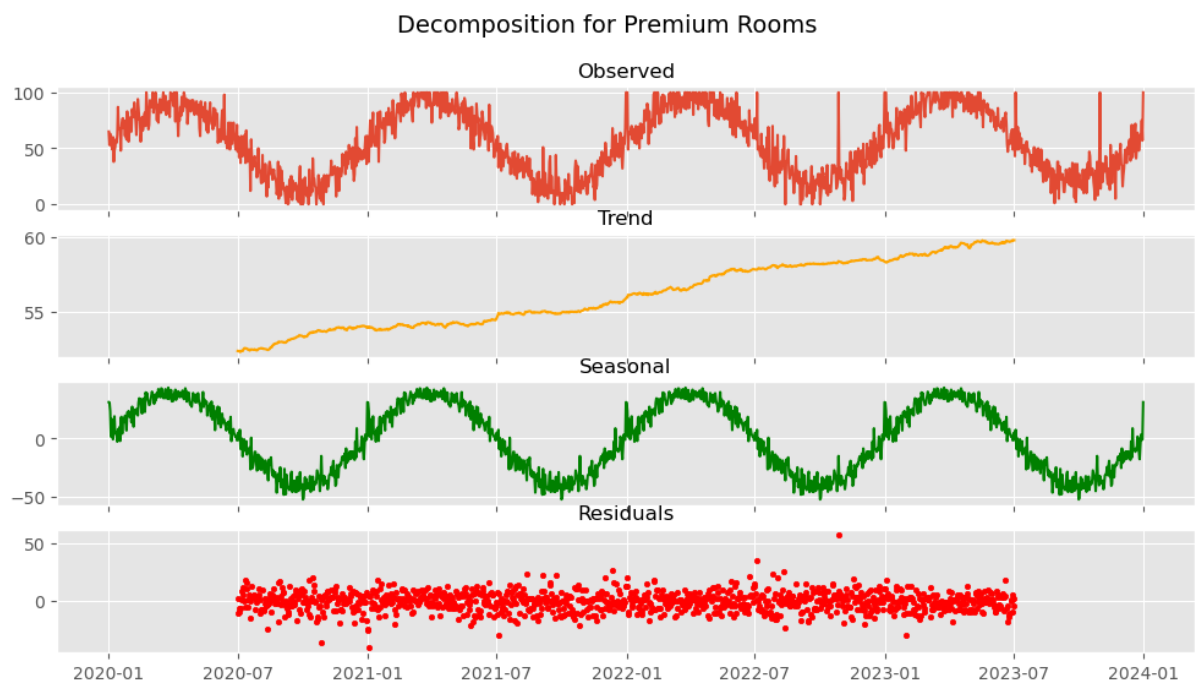 Decomposition for Premium Rooms
Observed
100
50
0
Trend
60
55
Seasonal
0
−50
Residuals
50
0
2020-01 2020-07 2021-01 2021-07 2022-01 2022-07 2023-01 2023-07 2024-01